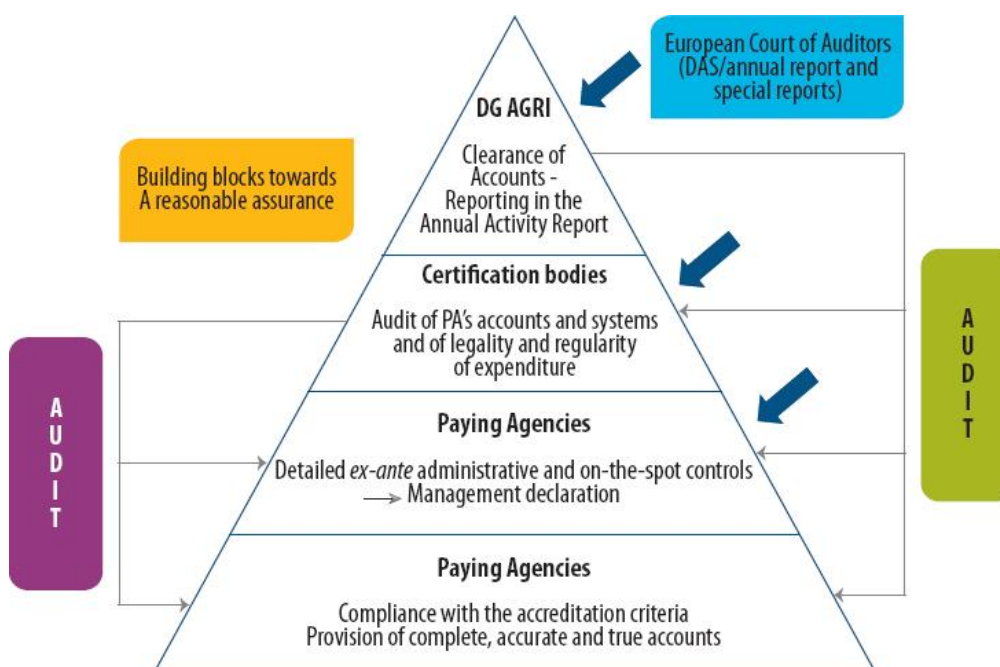 European Court of Auditors
(DAS/annual report and
special reports)
DG AGRI
Clearance of
Accounts -
Reporting in the
Annual Activity Report
Building blocks towards
A reasonable assurance
Certification bodies
Audit of PA's accounts and systems
and of legality and regularity
of expenditure
AUDIT
AUDIT
Paying Agencies
Detailed ex-ante administrative and on-the-spot controls
→ Management declaration
Paying Agencies
Compliance with the accreditation criteria
Provision of complete, accurate and true accounts